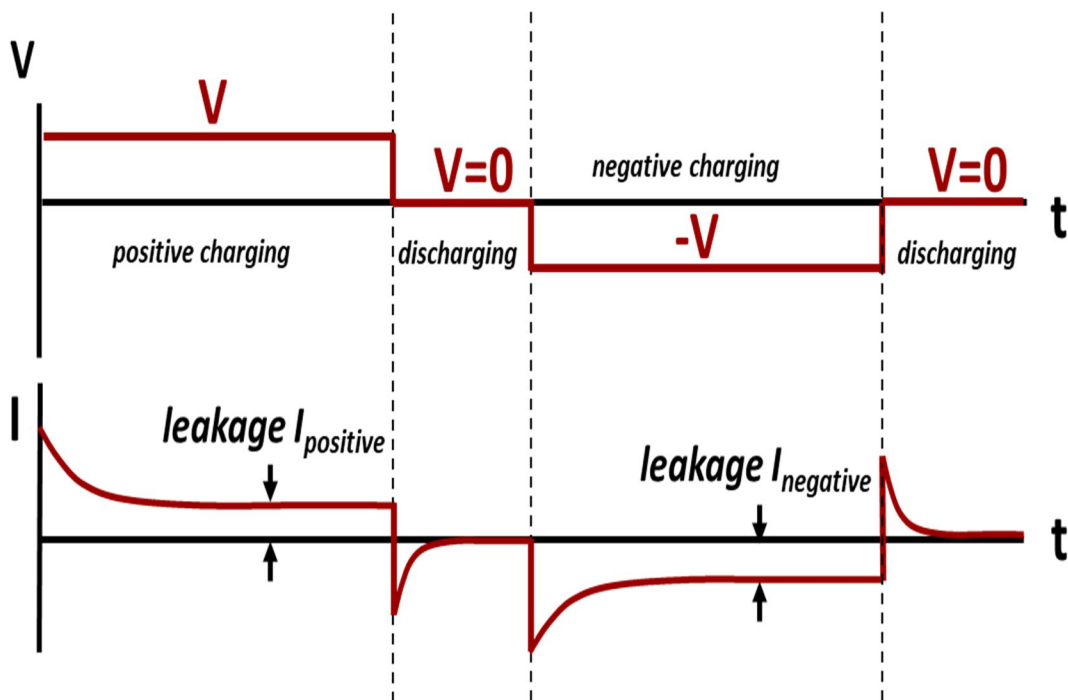 V
V
V=0
negative charging
V=0
t
positive charging
discharging
-V
discharging
I
leakage Ipositive
leakage Inegative
t